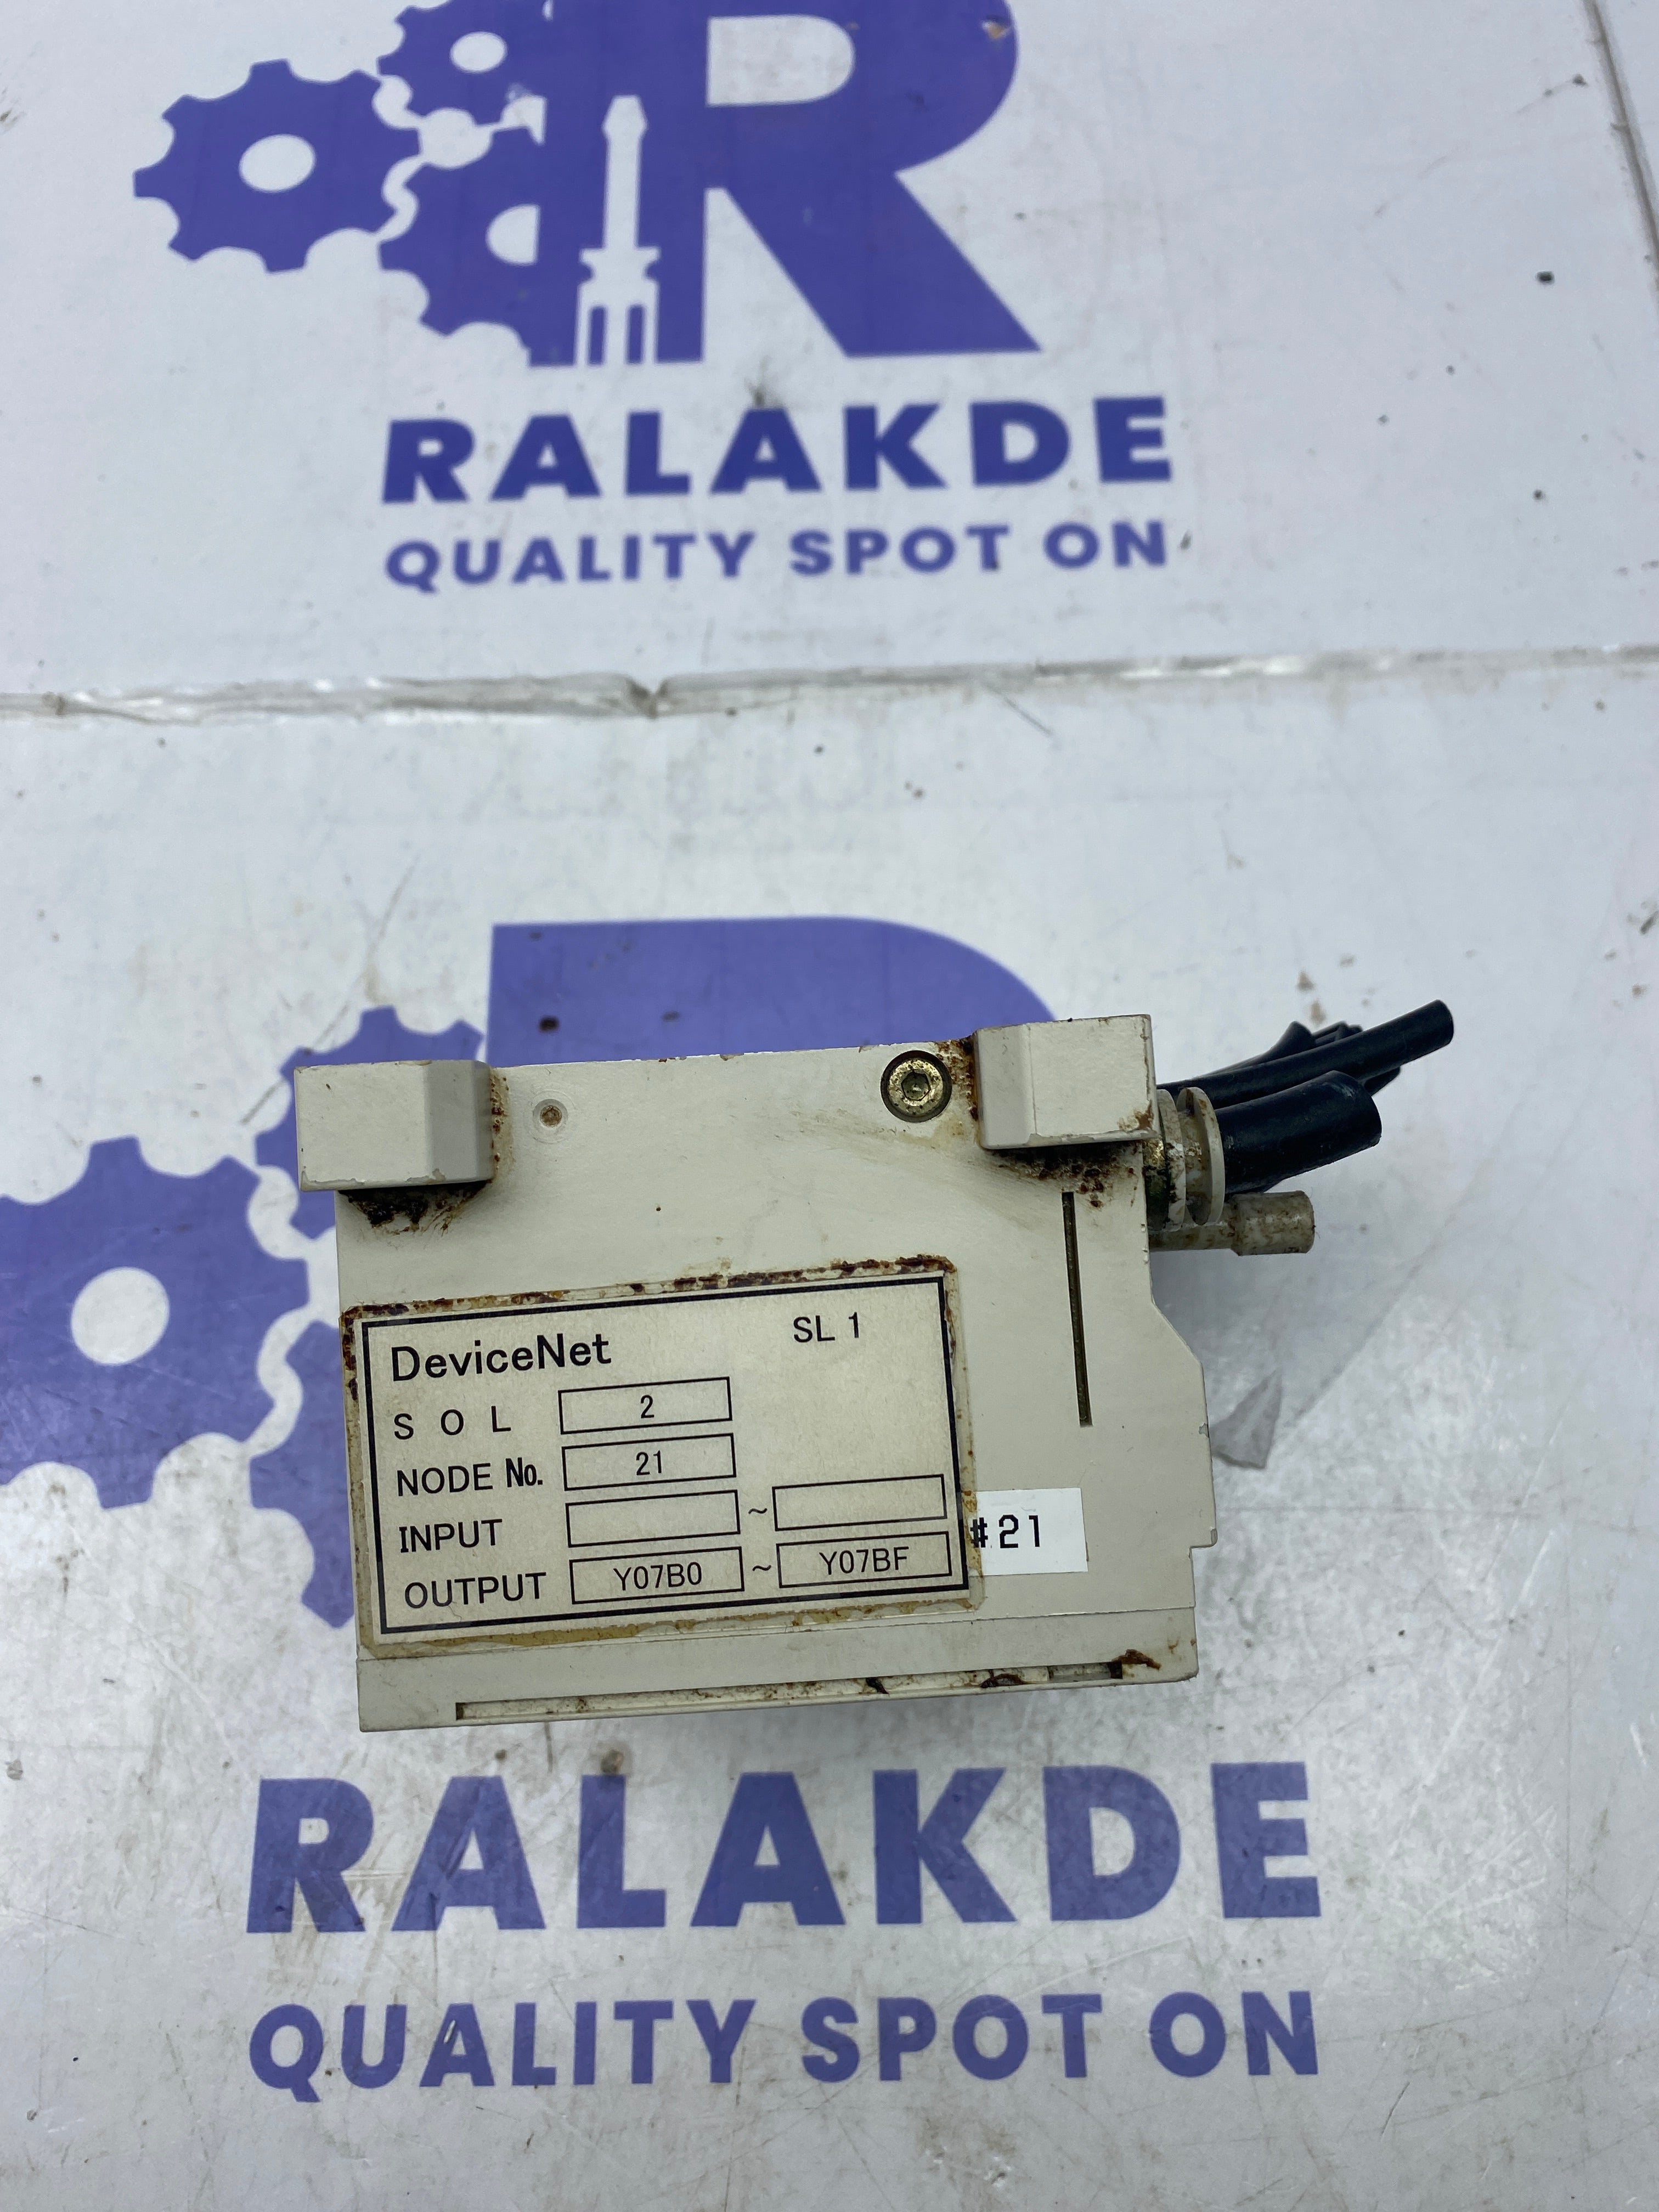 R
RALAKDE
QUALITY SPOT ON
DeviceNet SL 1
S O L 2
NODE No. 21
INPUT ~
OUTPUT Y07B0 ~ Y07BF
#21
RALAKDE
QUALITY SPOT ON